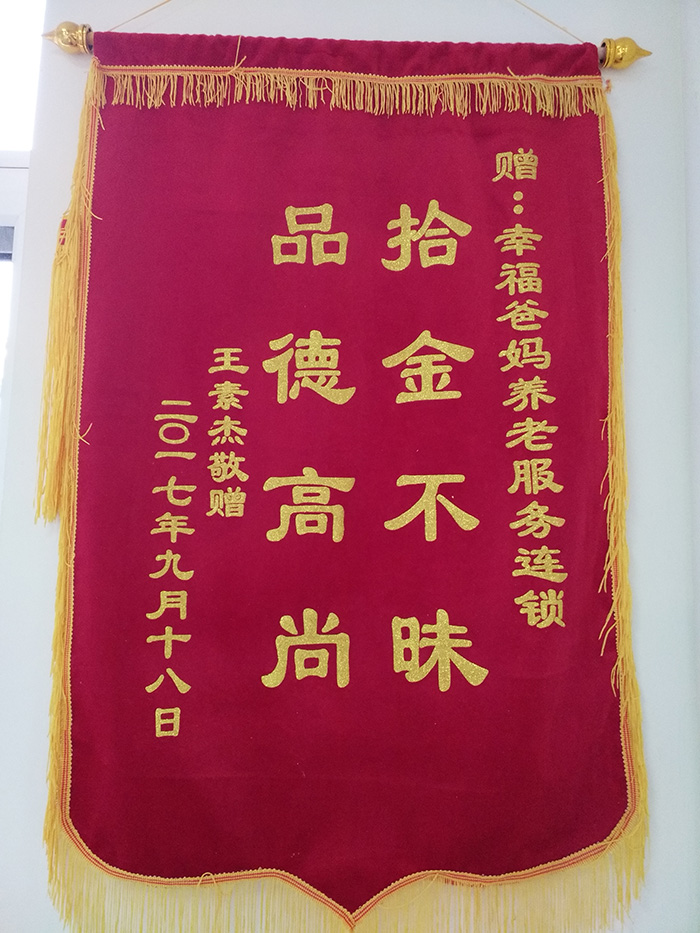 赠：幸福爸妈养老服务连锁
拾金不昧
品德高尚
王素杰敬赠
二〇一七年九月十八日